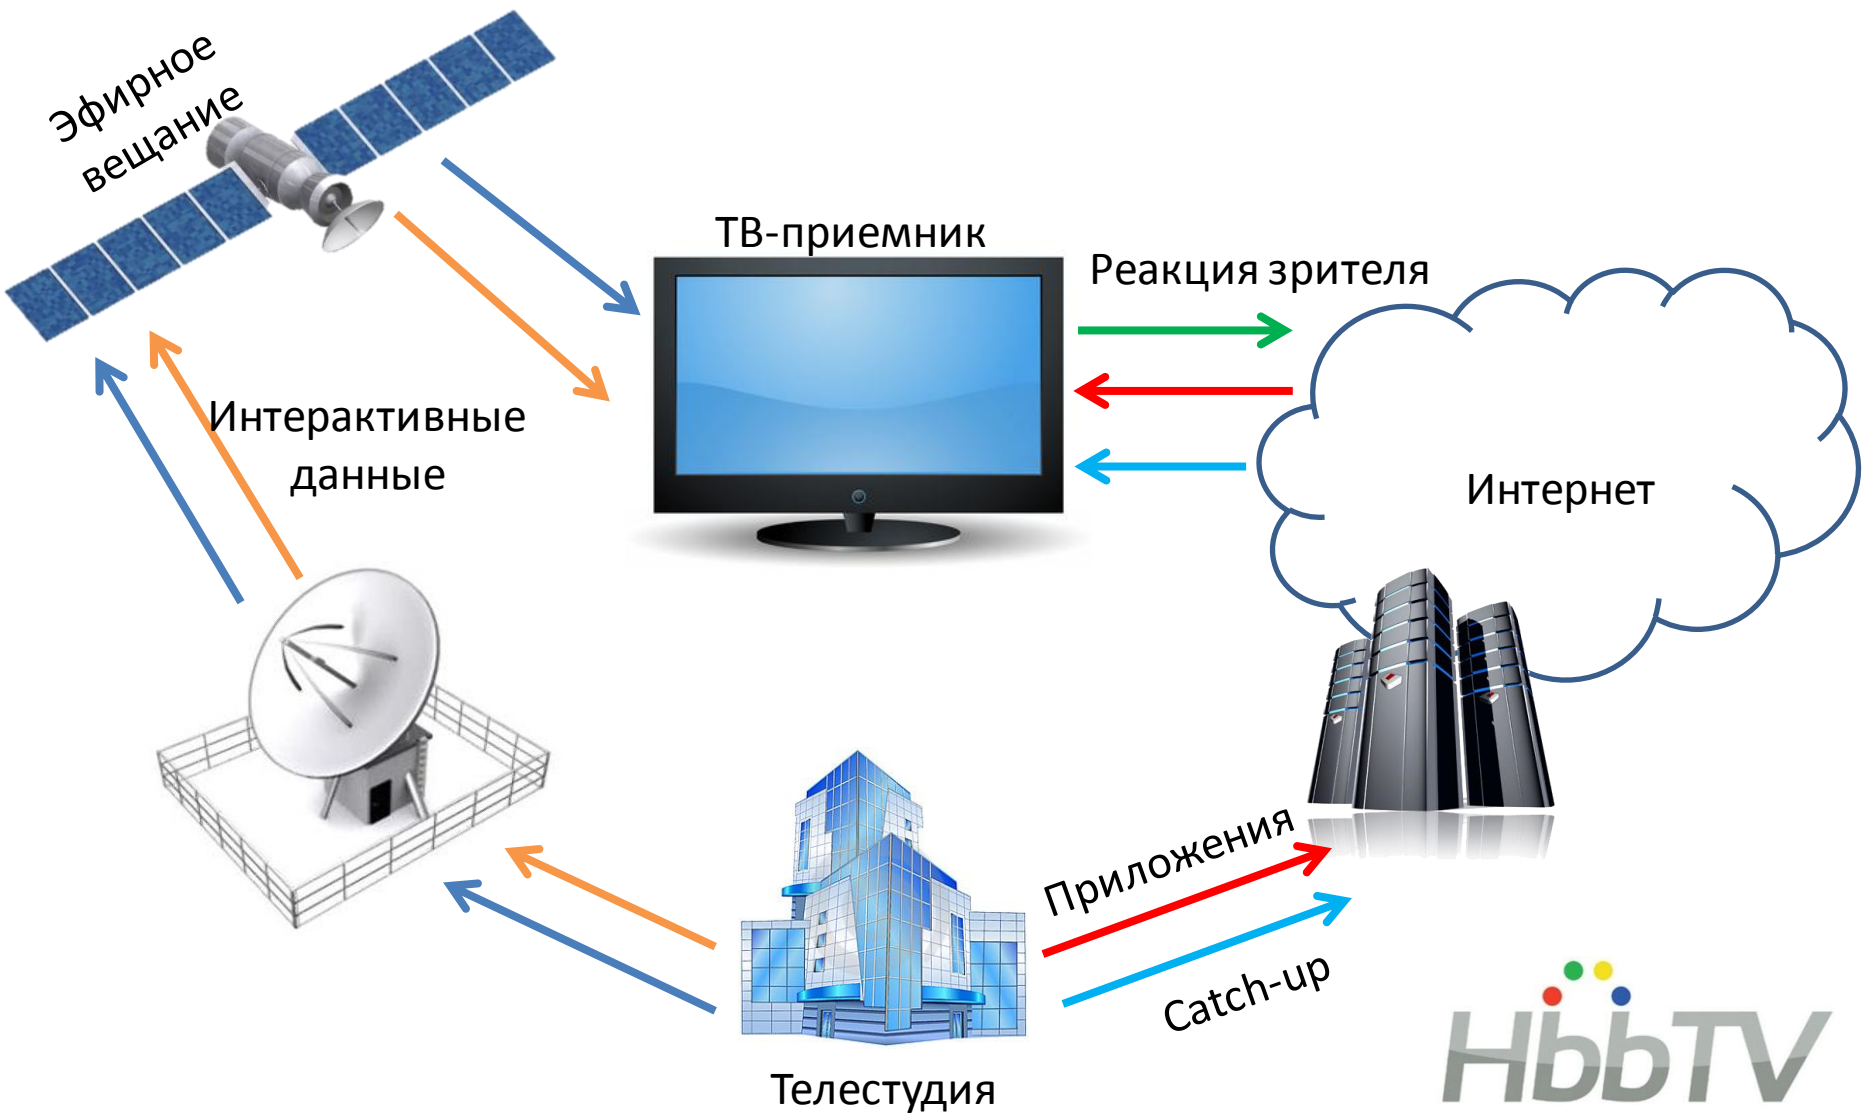 Эфирное
вещание
ТВ-приемник
Реакция зрителя
Интерактивные
данные
Интернет
Приложения
Catch-up
Телестудия
HbbTV